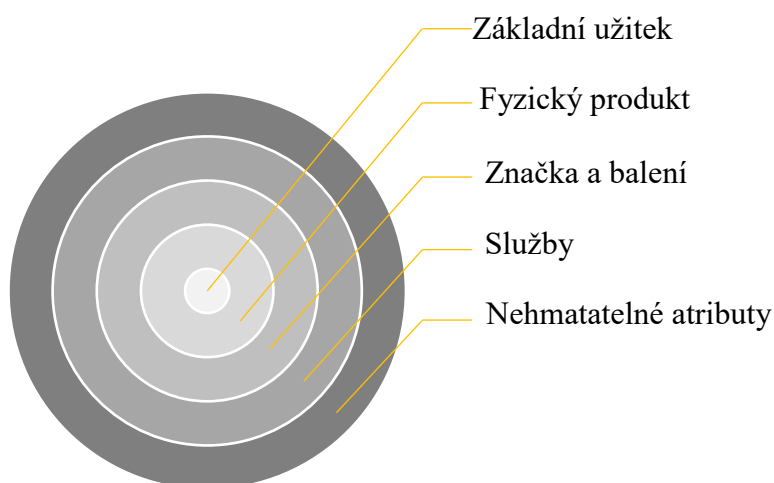 Základní užitek
Fyzický produkt
Značka a balení
Služby
Nehmatatelné atributy